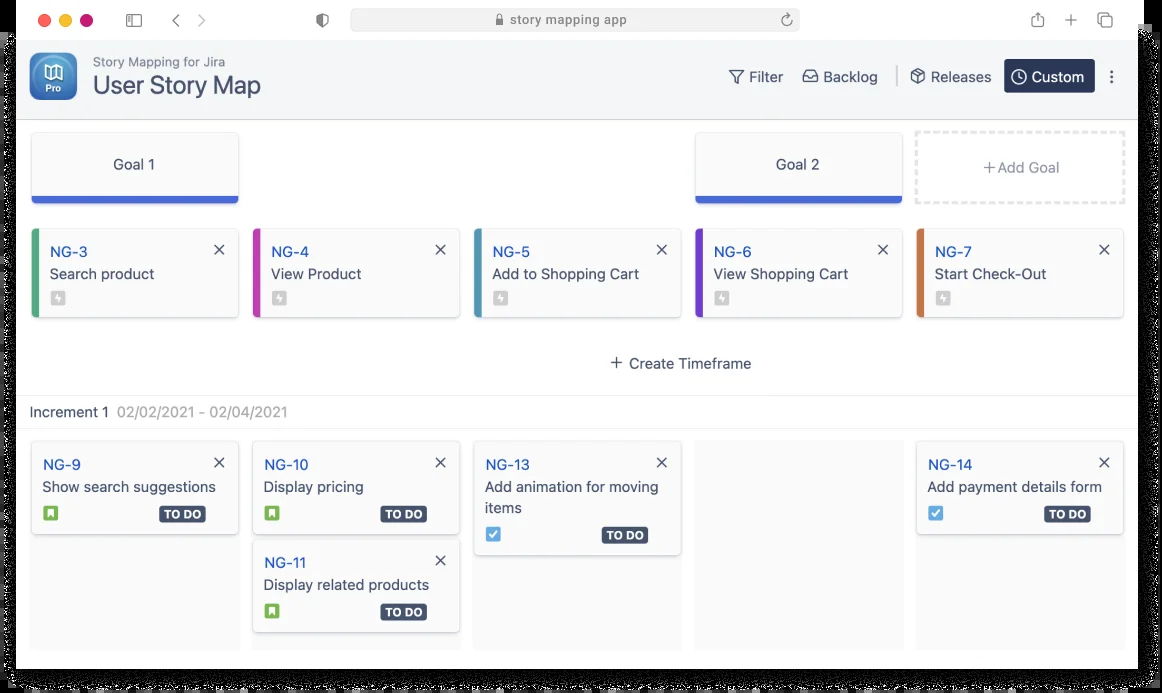 story mapping app
Pro
Story Mapping for Jira
User Story Map
Filter
Backlog
Releases
Custom
Goal 1
Goal 2
+ Add Goal
NG-3
Search product
NG-4
View Product
NG-5
Add to Shopping Cart
NG-6
View Shopping Cart
NG-7
Start Check-Out
+ Create Timeframe
Increment 1 02/02/2021 - 02/04/2021
NG-9
Show search suggestions
TO DO
NG-10
Display pricing
TO DO
NG-11
Display related products
TO DO
NG-13
Add animation for moving
items
TO DO
NG-14
Add payment details form
TO DO